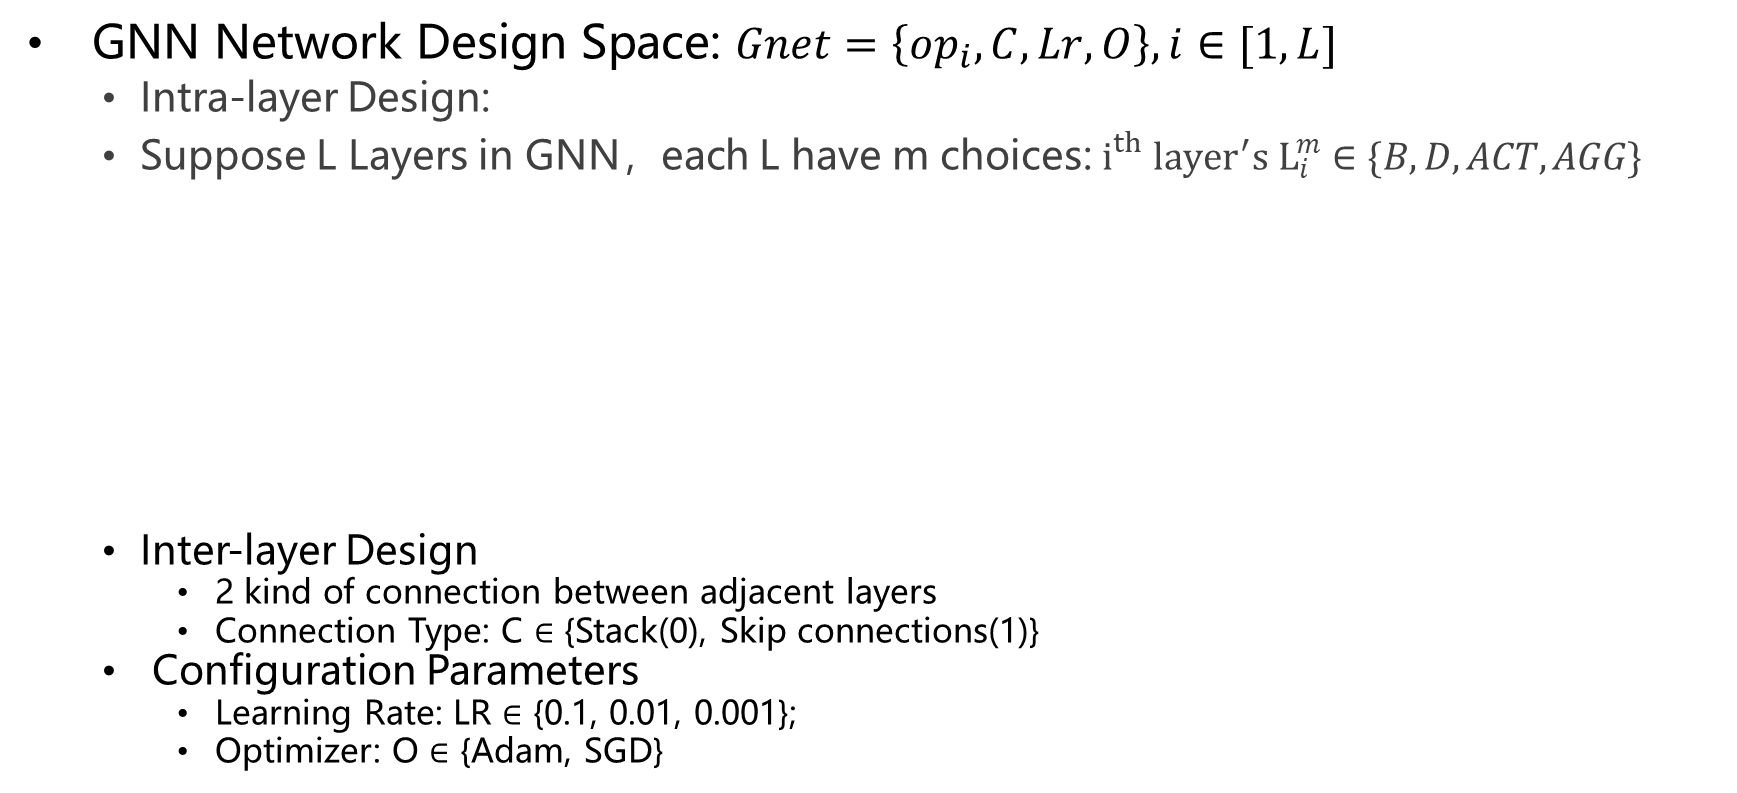 • GNN Network Design Space: Gnet = {opᵢ, C, Lr, O}, i ∈ [1, L]
• Intra-layer Design:
• Suppose L Layers in GNN，each L have m choices: iᵗʰ layer′s Lᵢᵐ ∈ {B, D, ACT, AGG}
• Inter-layer Design
• 2 kind of connection between adjacent layers
• Connection Type: C ∈ {Stack(0), Skip connections(1)}
• Configuration Parameters
• Learning Rate: LR ∈ {0.1, 0.01, 0.001};
• Optimizer: O ∈ {Adam, SGD}